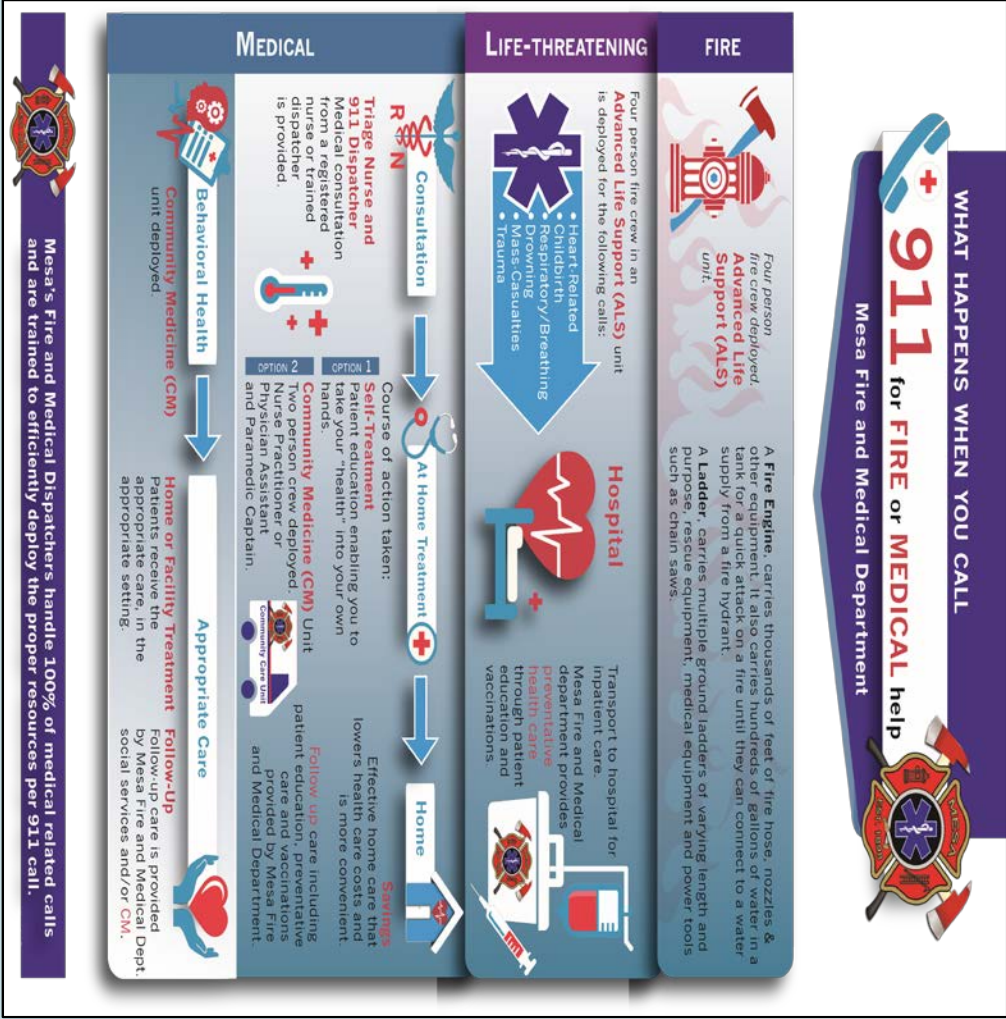 WHAT HAPPENS WHEN YOU CALL
911 for FIRE or MEDICAL help
Mesa Fire and Medical Department
MESA
EST. 1898
FIRE
Four person
fire crew deployed,
Advanced Life
Support (ALS)
unit.
A Fire Engine, carries thousands of feet of fire hose, nozzles &
other equipment. It also carries hundreds of gallons of water in a
tank for a quick attack on a fire until they can connect to a water
supply from a fire hydrant.
A Ladder, carries multiple ground ladders of varying length and
purpose, rescue equipment, medical equipment and power tools
such as chain saws.
LIFE-THREATENING
Four person fire crew in an
Advanced Life Support (ALS) unit
is deployed for the following calls:
• Heart-Related
• Childbirth
• Respiratory/Breathing
• Drowning
• Mass-Casualties
• Trauma
Hospital
Transport to hospital for
inpatient care.
Mesa Fire and Medical
department provides
preventative
health care
through patient
education and
vaccinations.
MEDICAL
Consultation
RN
Triage Nurse and
911 Dispatcher
Medical consultation
from a registered
nurse or trained
dispatcher
is provided.
At Home Treatment
Course of action taken:
OPTION 1
Self-Treatment
Patient education enabling you to
take your "health" into your own
hands.
OPTION 2
Community Medicine (CM) Unit
Two person crew deployed.
Nurse Practitioner or
Physician Assistant
and Paramedic Captain.
Community Care Unit
Home
Savings
Effective home care that
lowers health care costs and
is more convenient.
Follow up care including
patient education, preventative
care and vaccinations
provided by Mesa Fire
and Medical Department.
Behavioral Health
Community Medicine (CM)
unit deployed.
Appropriate Care
Home or Facility Treatment
Patients receive the
appropriate care, in the
appropriate setting.
Follow-Up
Follow-up care is provided
by Mesa Fire and Medical Dept.
social services and/or CM.
Mesa's Fire and Medical Dispatchers handle 100% of medical related calls
and are trained to efficiently deploy the proper resources per 911 call.